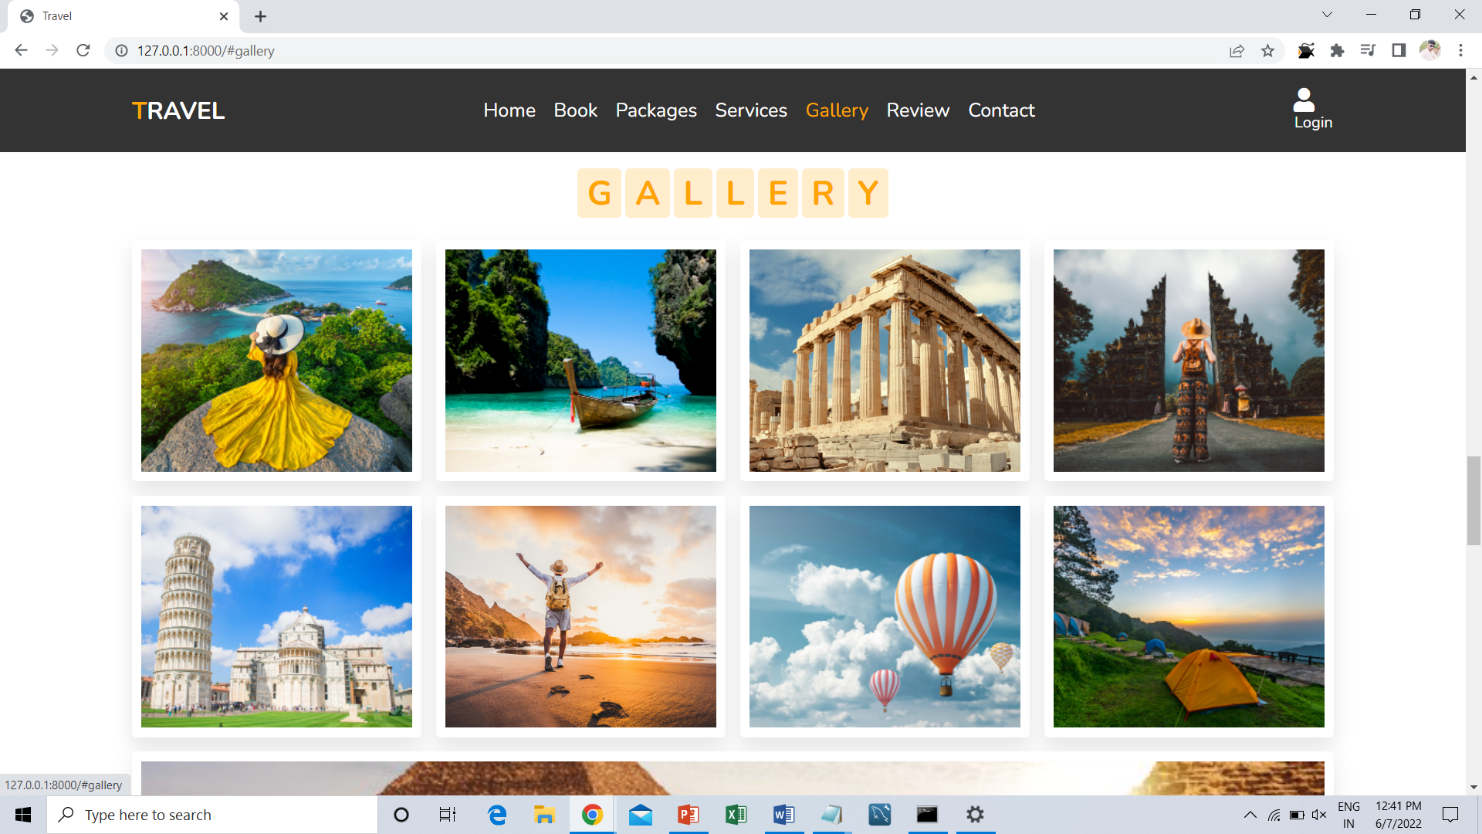 Travel
127.0.0.1:8000/#gallery
TRAVEL
Home Book Packages Services Gallery Review Contact
Login
GALLERY
127.0.0.1:8000/#gallery
Type here to search
ENG
IN
12:41 PM
6/7/2022